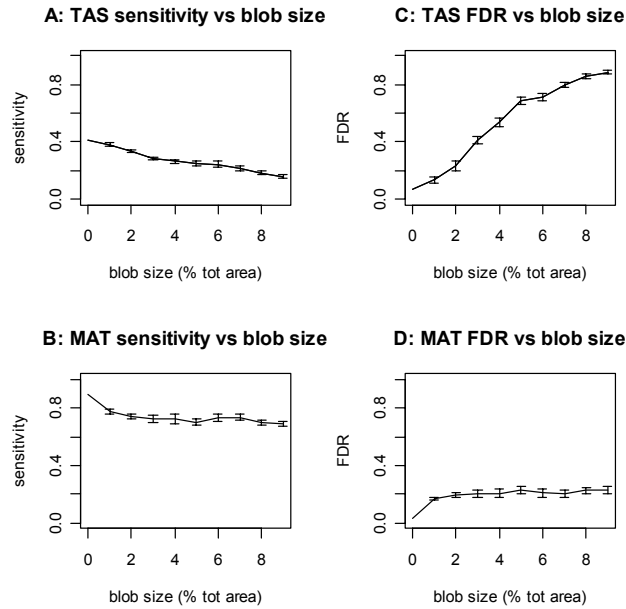 A: TAS sensitivity vs blob size
sensitivity
0.0 0.4 0.8
0 2 4 6 8
blob size (% tot area)
C: TAS FDR vs blob size
FDR
0.0 0.4 0.8
0 2 4 6 8
blob size (% tot area)
B: MAT sensitivity vs blob size
sensitivity
0.0 0.4 0.8
0 2 4 6 8
blob size (% tot area)
D: MAT FDR vs blob size
FDR
0.0 0.4 0.8
0 2 4 6 8
blob size (% tot area)